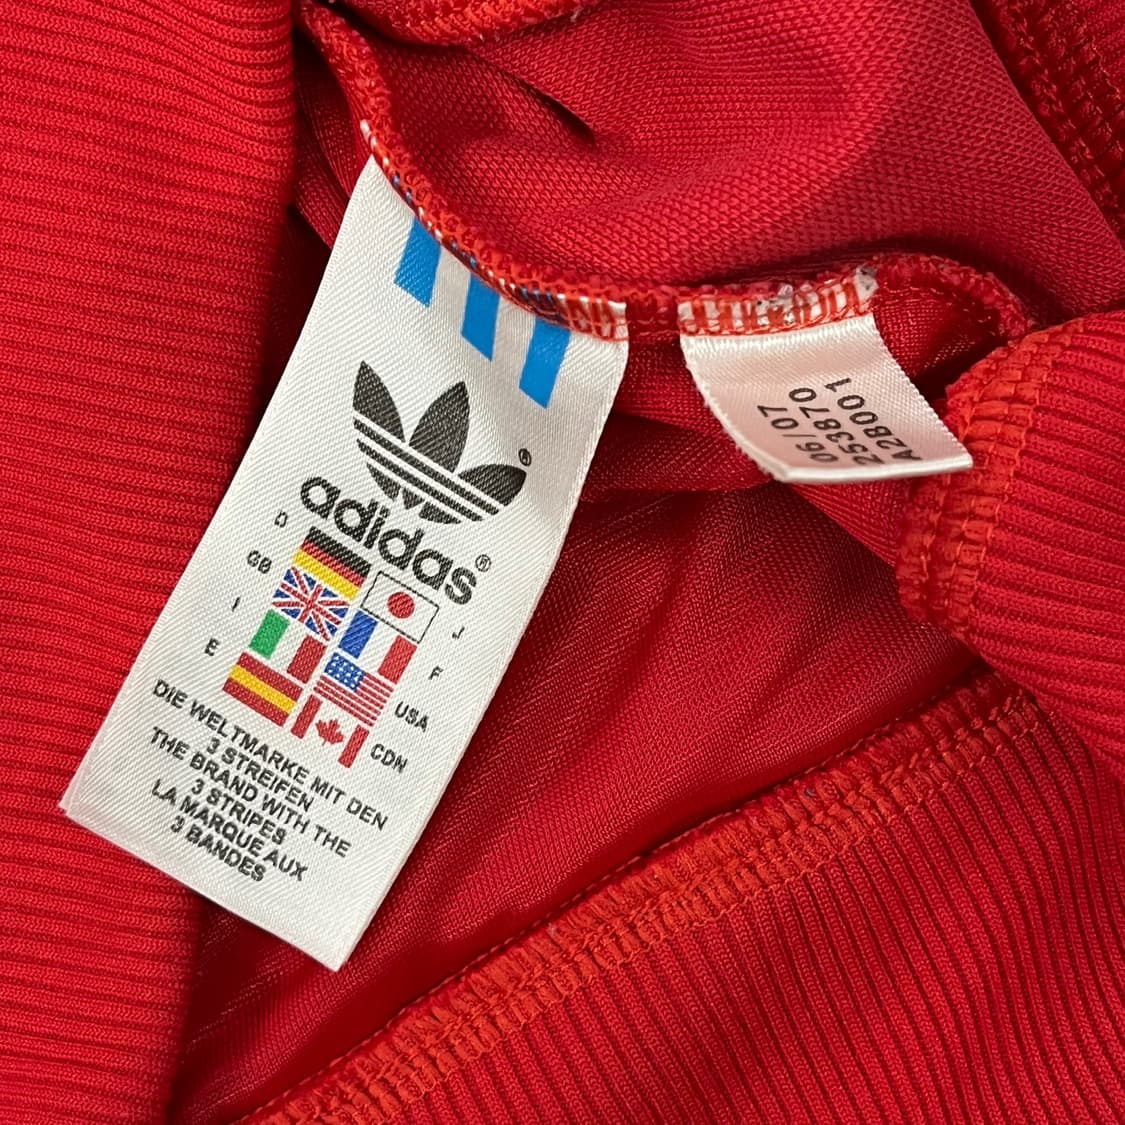 ®
adidas®
D
J
GB
F
I
USA
E
CDN
DIE WELTMARKE MIT DEN
3 STREIFEN
THE BRAND WITH THE
3 STRIPES
LA MARQUE AUX
3 BANDES
06/07
253870
A2B001